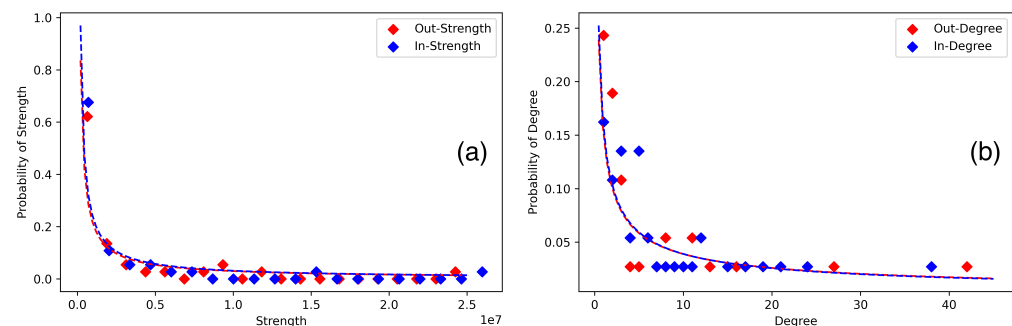 1.0
0.8
0.6
0.4
0.2
0.0
Probability of Strength
0.0
0.5
1.0
1.5
2.0
2.5
1e7
Strength
Out-Strength
In-Strength
(a)
0.25
0.20
0.15
0.10
0.05
Probability of Degree
0
10
20
30
40
Degree
Out-Degree
In-Degree
(b)